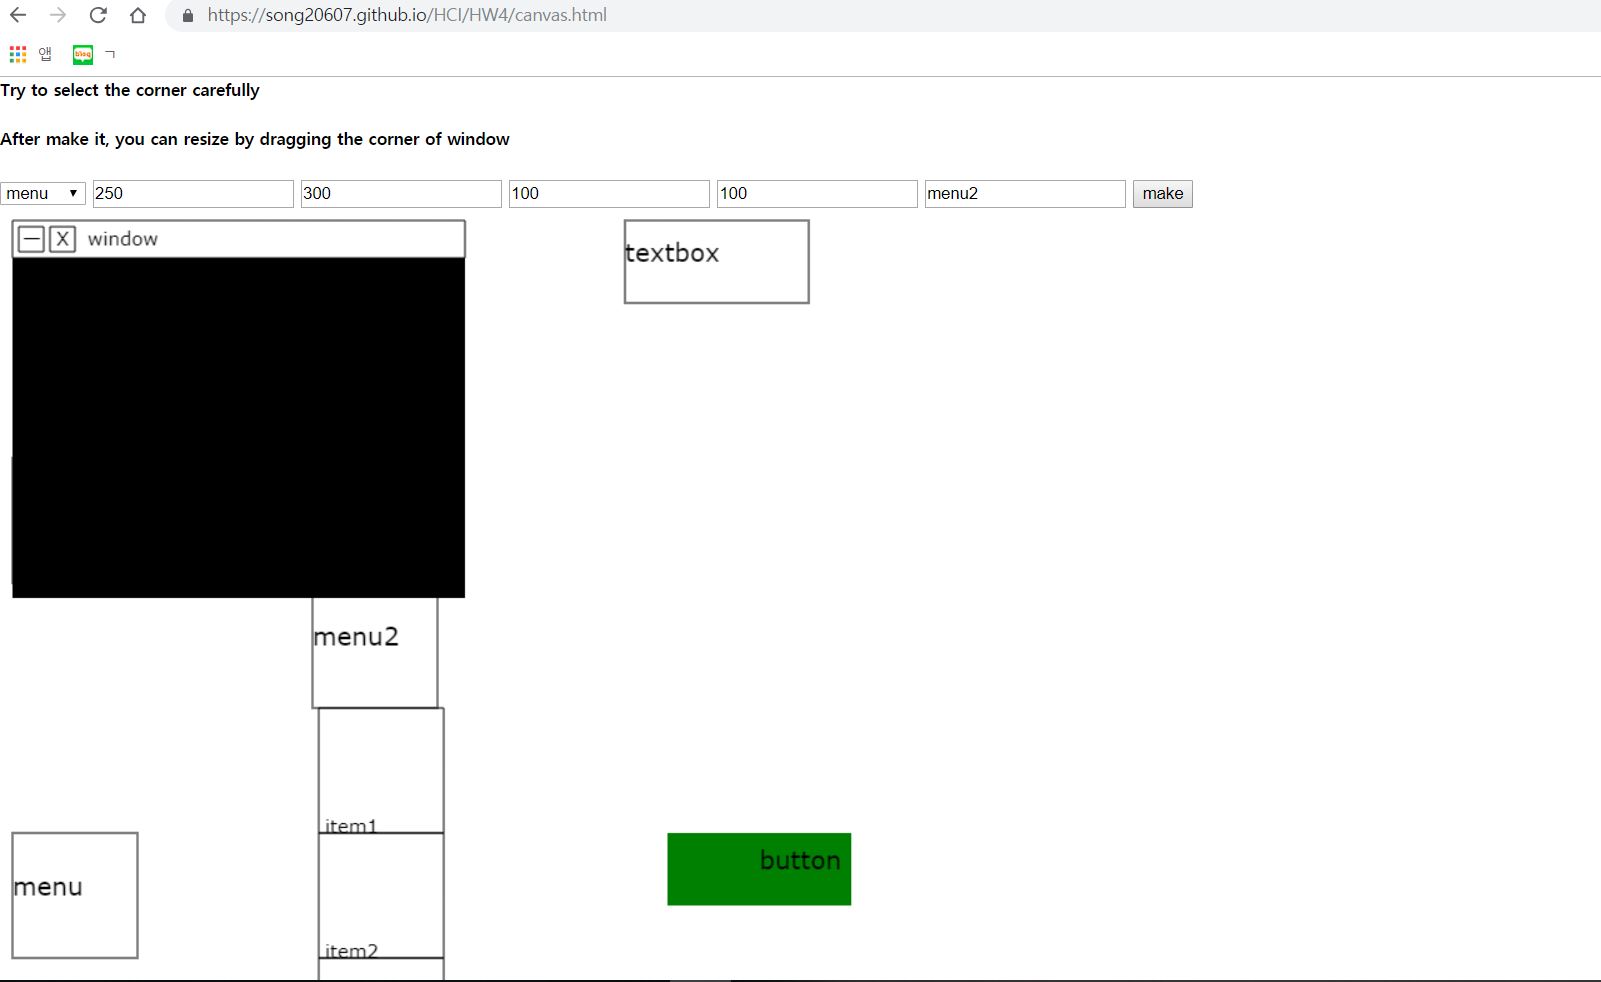 https://song20607.github.io/HCI/HW4/canvas.html
앱 blog ㄱ
Try to select the corner carefully
After make it, you can resize by dragging the corner of window
menu 250 300 100 100 menu2 make
X window
textbox
menu2
item1
button
menu
item2